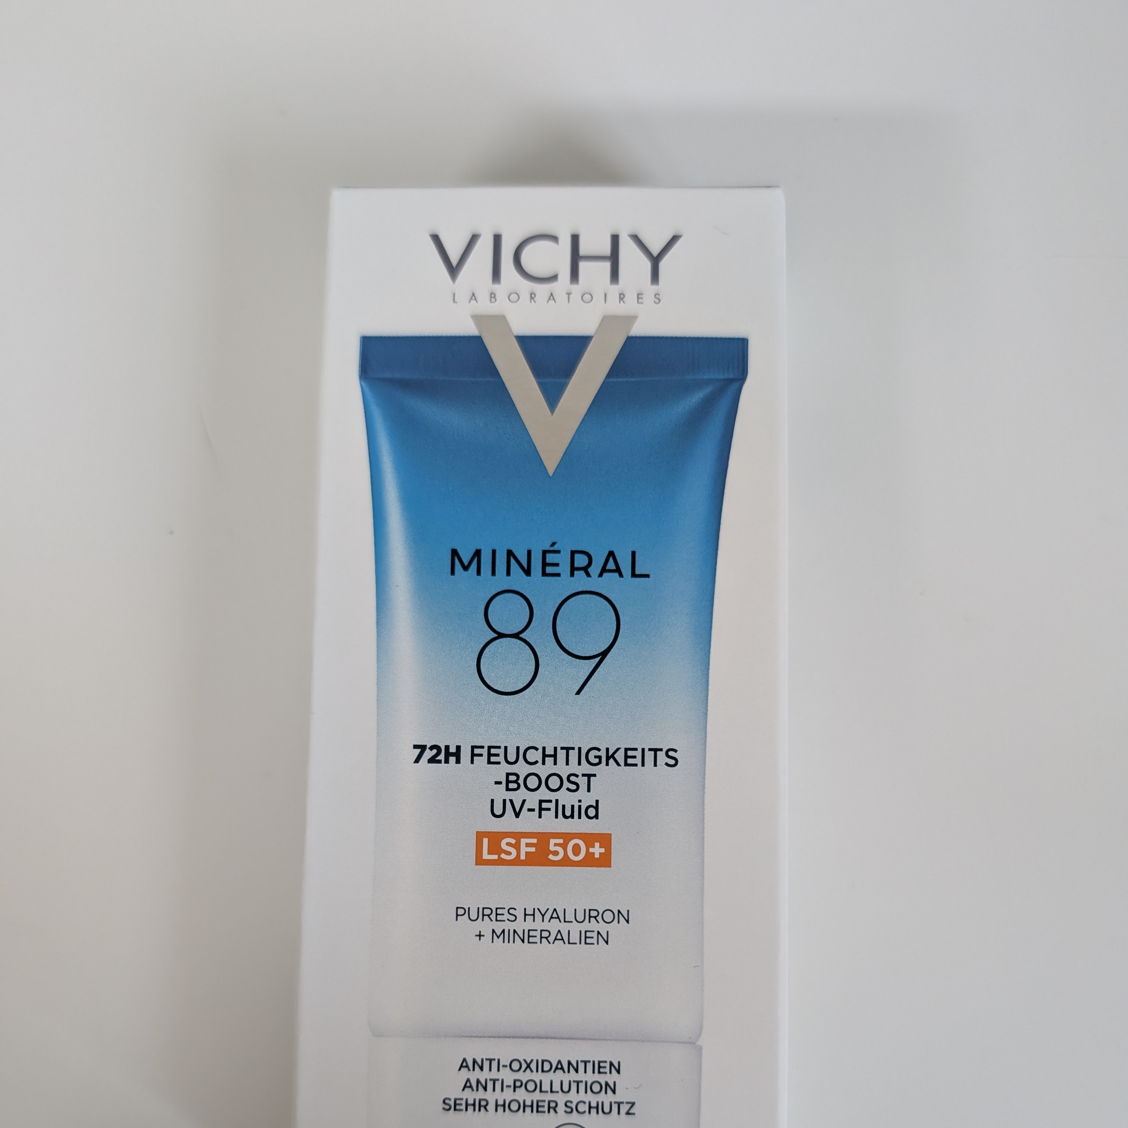 VICHY
LABORATOIRES
MINÉRAL
89
72H FEUCHTIGKEITS
-BOOST
UV-Fluid
LSF 50+
PURES HYALURON
+ MINERALIEN
ANTI-OXIDANTIEN
ANTI-POLLUTION
SEHR HOHER SCHUTZ